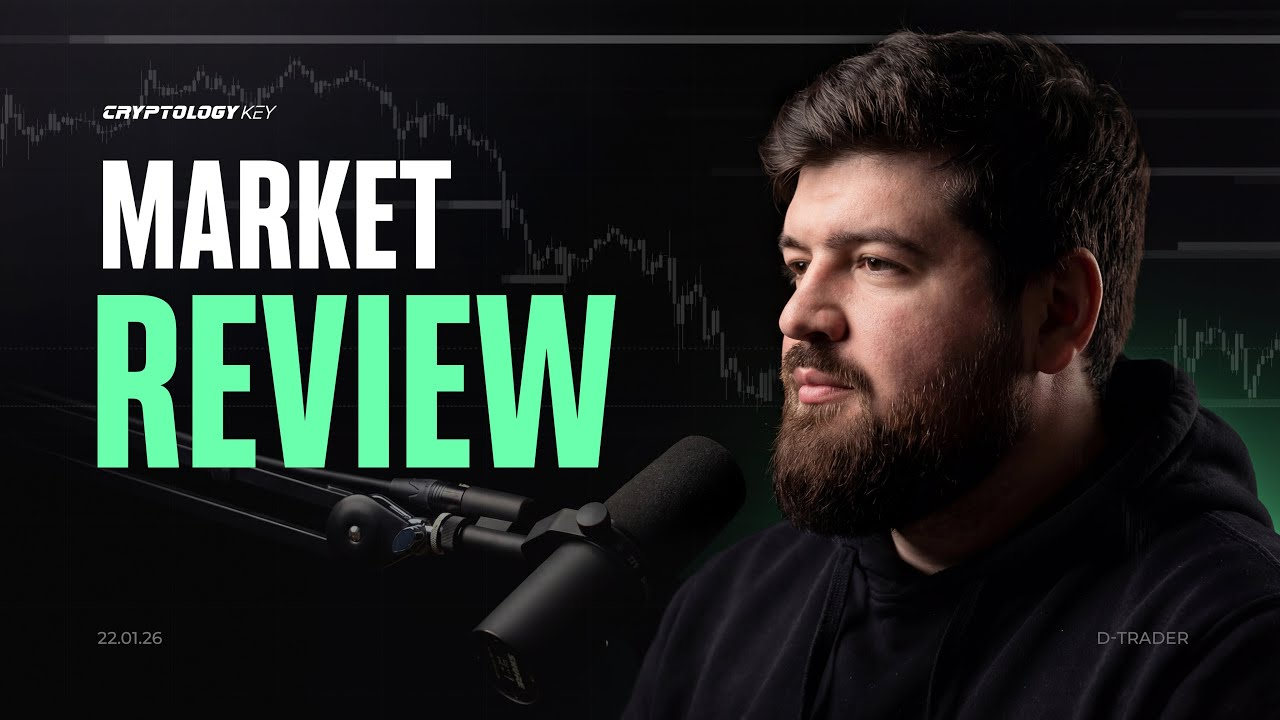 CRYPTOLOGY KEY
MARKET
REVIEW
22.01.26
D-TRADER